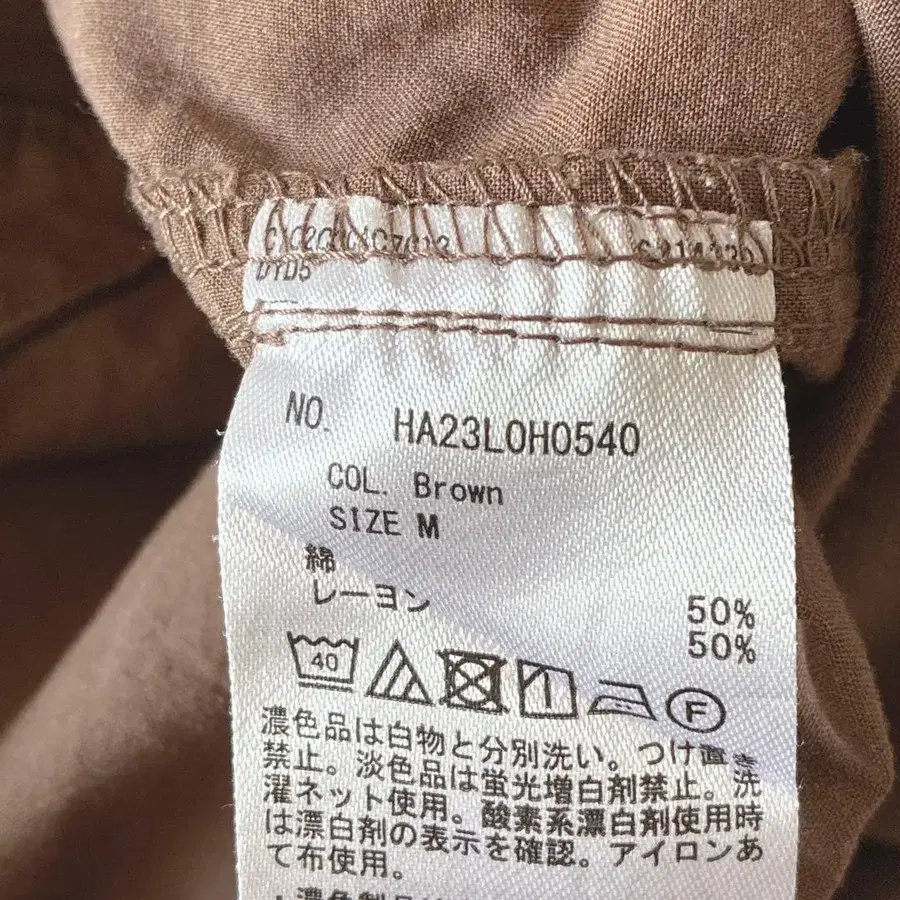 DYD5
NO. HA23LOH0540
COL. Brown
SIZE M
綿 50%
レーヨン 50%
40
F
濃色品は白物と分別洗い。つけ置き
禁止。淡色品は蛍光増白剤禁止。洗
濯ネット使用。酸素系漂白剤使用時
は漂白剤の表示を確認。アイロンあ
て布使用。